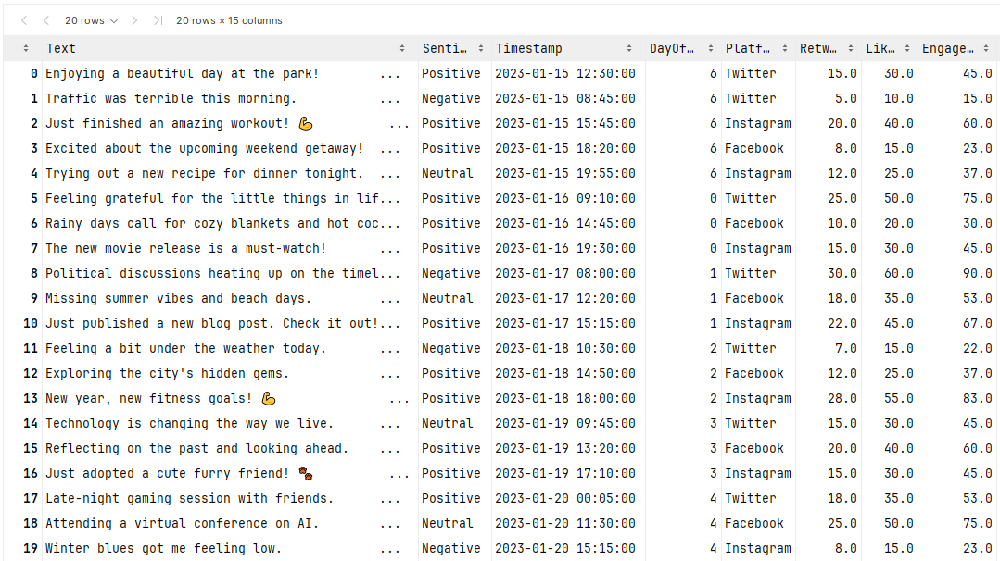 20 rows 20 rows × 15 columns
Text Senti... Timestamp DayOf... Platf... Retw... Lik... Engage...
0 Enjoying a beautiful day at the park! ... Positive 2023-01-15 12:30:00 6 Twitter 15.0 30.0 45.0
1 Traffic was terrible this morning. ... Negative 2023-01-15 08:45:00 6 Twitter 5.0 10.0 15.0
2 Just finished an amazing workout! 💪 ... Positive 2023-01-15 15:45:00 6 Instagram 20.0 40.0 60.0
3 Excited about the upcoming weekend getaway! ... Positive 2023-01-15 18:20:00 6 Facebook 8.0 15.0 23.0
4 Trying out a new recipe for dinner tonight. ... Neutral 2023-01-15 19:55:00 6 Instagram 12.0 25.0 37.0
5 Feeling grateful for the little things in lif... Positive 2023-01-16 09:10:00 0 Twitter 25.0 50.0 75.0
6 Rainy days call for cozy blankets and hot coc... Positive 2023-01-16 14:45:00 0 Facebook 10.0 20.0 30.0
7 The new movie release is a must-watch! ... Positive 2023-01-16 19:30:00 0 Instagram 15.0 30.0 45.0
8 Political discussions heating up on the timel... Negative 2023-01-17 08:00:00 1 Twitter 30.0 60.0 90.0
9 Missing summer vibes and beach days. ... Neutral 2023-01-17 12:20:00 1 Facebook 18.0 35.0 53.0
10 Just published a new blog post. Check it out!... Positive 2023-01-17 15:15:00 1 Instagram 22.0 45.0 67.0
11 Feeling a bit under the weather today. ... Negative 2023-01-18 10:30:00 2 Twitter 7.0 15.0 22.0
12 Exploring the city's hidden gems. ... Positive 2023-01-18 14:50:00 2 Facebook 12.0 25.0 37.0
13 New year, new fitness goals! 💪 ... Positive 2023-01-18 18:00:00 2 Instagram 28.0 55.0 83.0
14 Technology is changing the way we live. ... Neutral 2023-01-19 09:45:00 3 Twitter 15.0 30.0 45.0
15 Reflecting on the past and looking ahead. ... Positive 2023-01-19 13:20:00 3 Facebook 20.0 40.0 60.0
16 Just adopted a cute furry friend! 🐾 ... Positive 2023-01-19 17:10:00 3 Instagram 15.0 30.0 45.0
17 Late-night gaming session with friends. ... Positive 2023-01-20 00:05:00 4 Twitter 18.0 35.0 53.0
18 Attending a virtual conference on AI. ... Neutral 2023-01-20 11:30:00 4 Facebook 25.0 50.0 75.0
19 Winter blues got me feeling low. ... Negative 2023-01-20 15:15:00 4 Instagram 8.0 15.0 23.0